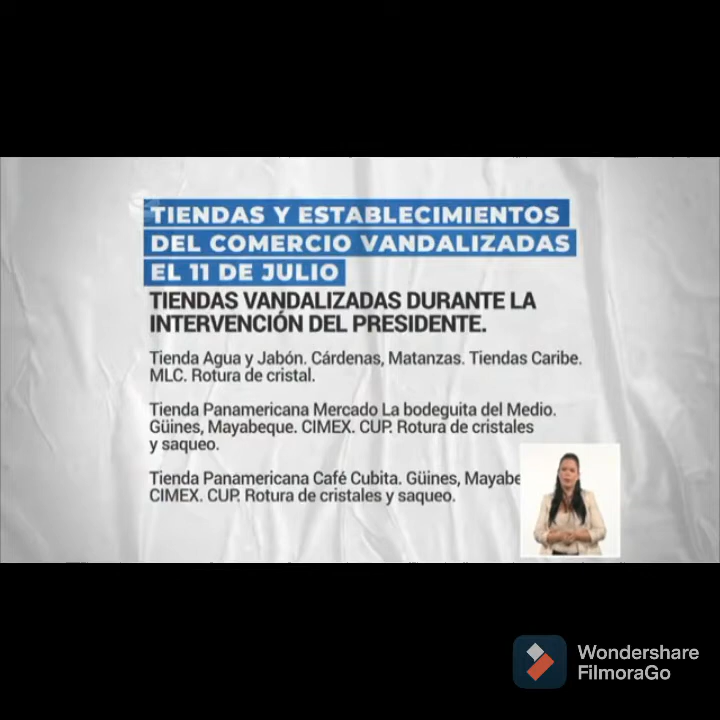 TIENDAS Y ESTABLECIMIENTOS
DEL COMERCIO VANDALIZADAS
EL 11 DE JULIO
TIENDAS VANDALIZADAS DURANTE LA
INTERVENCIÓN DEL PRESIDENTE.
Tienda Agua y Jabón. Cárdenas, Matanzas. Tiendas Caribe.
MLC. Rotura de cristal.
Tienda Panamericana Mercado La bodeguita del Medio.
Güines, Mayabeque. CIMEX. CUP. Rotura de cristales
y saqueo.
Tienda Panamericana Café Cubita. Güines, Mayabe
CIMEX. CUP. Rotura de cristales y saqueo.
Wondershare
FilmoraGo